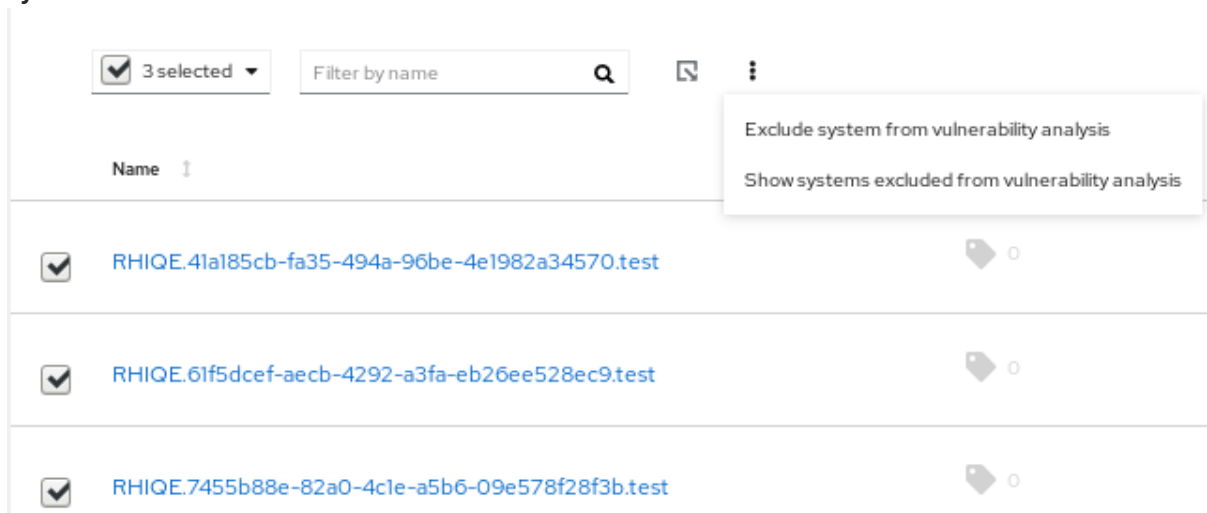 3 selected
Filter by name
Exclude system from vulnerability analysis
Name
Show systems excluded from vulnerability analysis
RHIQE.41a185cb-fa35-494a-96be-4e1982a34570.test
0
RHIQE.61f5dcef-aecb-4292-a3fa-eb26ee528ec9.test
0
RHIQE.7455b88e-82a0-4c1e-a5b6-09e578f28f3b.test
0